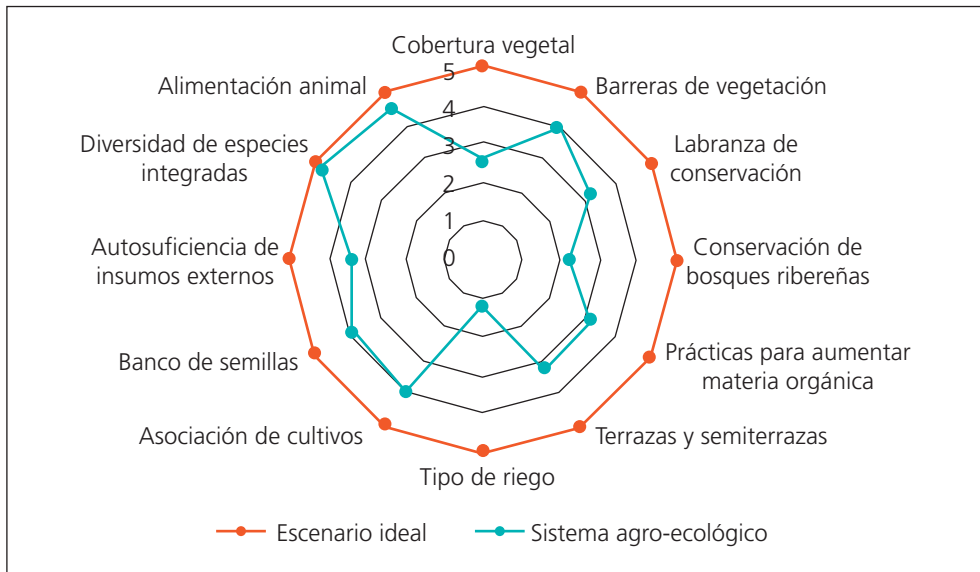 Cobertura vegetal
Barreras de vegetación
Labranza de
conservación
Conservación de
bosques ribereñas
Prácticas para aumentar
materia orgánica
Terrazas y semiterrazas
Tipo de riego
Asociación de cultivos
Banco de semillas
Autosuficiencia de
insumos externos
Diversidad de especies
integradas
Alimentación animal
5
4
3
2
1
0
Escenario ideal
Sistema agro-ecológico